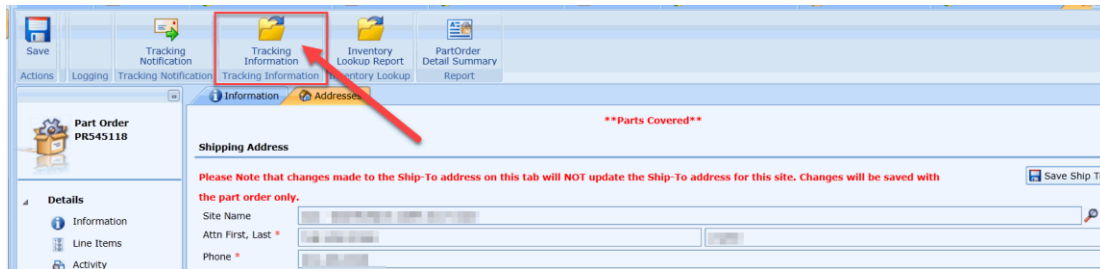 Save
Tracking
Notification
Tracking
Information
Inventory
Lookup Report
PartOrder
Detail Summary
Actions
Logging
Tracking Notification
Tracking Information
Inventory Lookup
Report
Information
Addresses
Part Order
PR545118
**Parts Covered**
Shipping Address
Please Note that changes made to the Ship-To address on this tab will NOT update the Ship-To address for this site. Changes will be saved with
the part order only.
Save Ship T
Details
Information
Line Items
Activity
Site Name
Attn First, Last *
Phone *